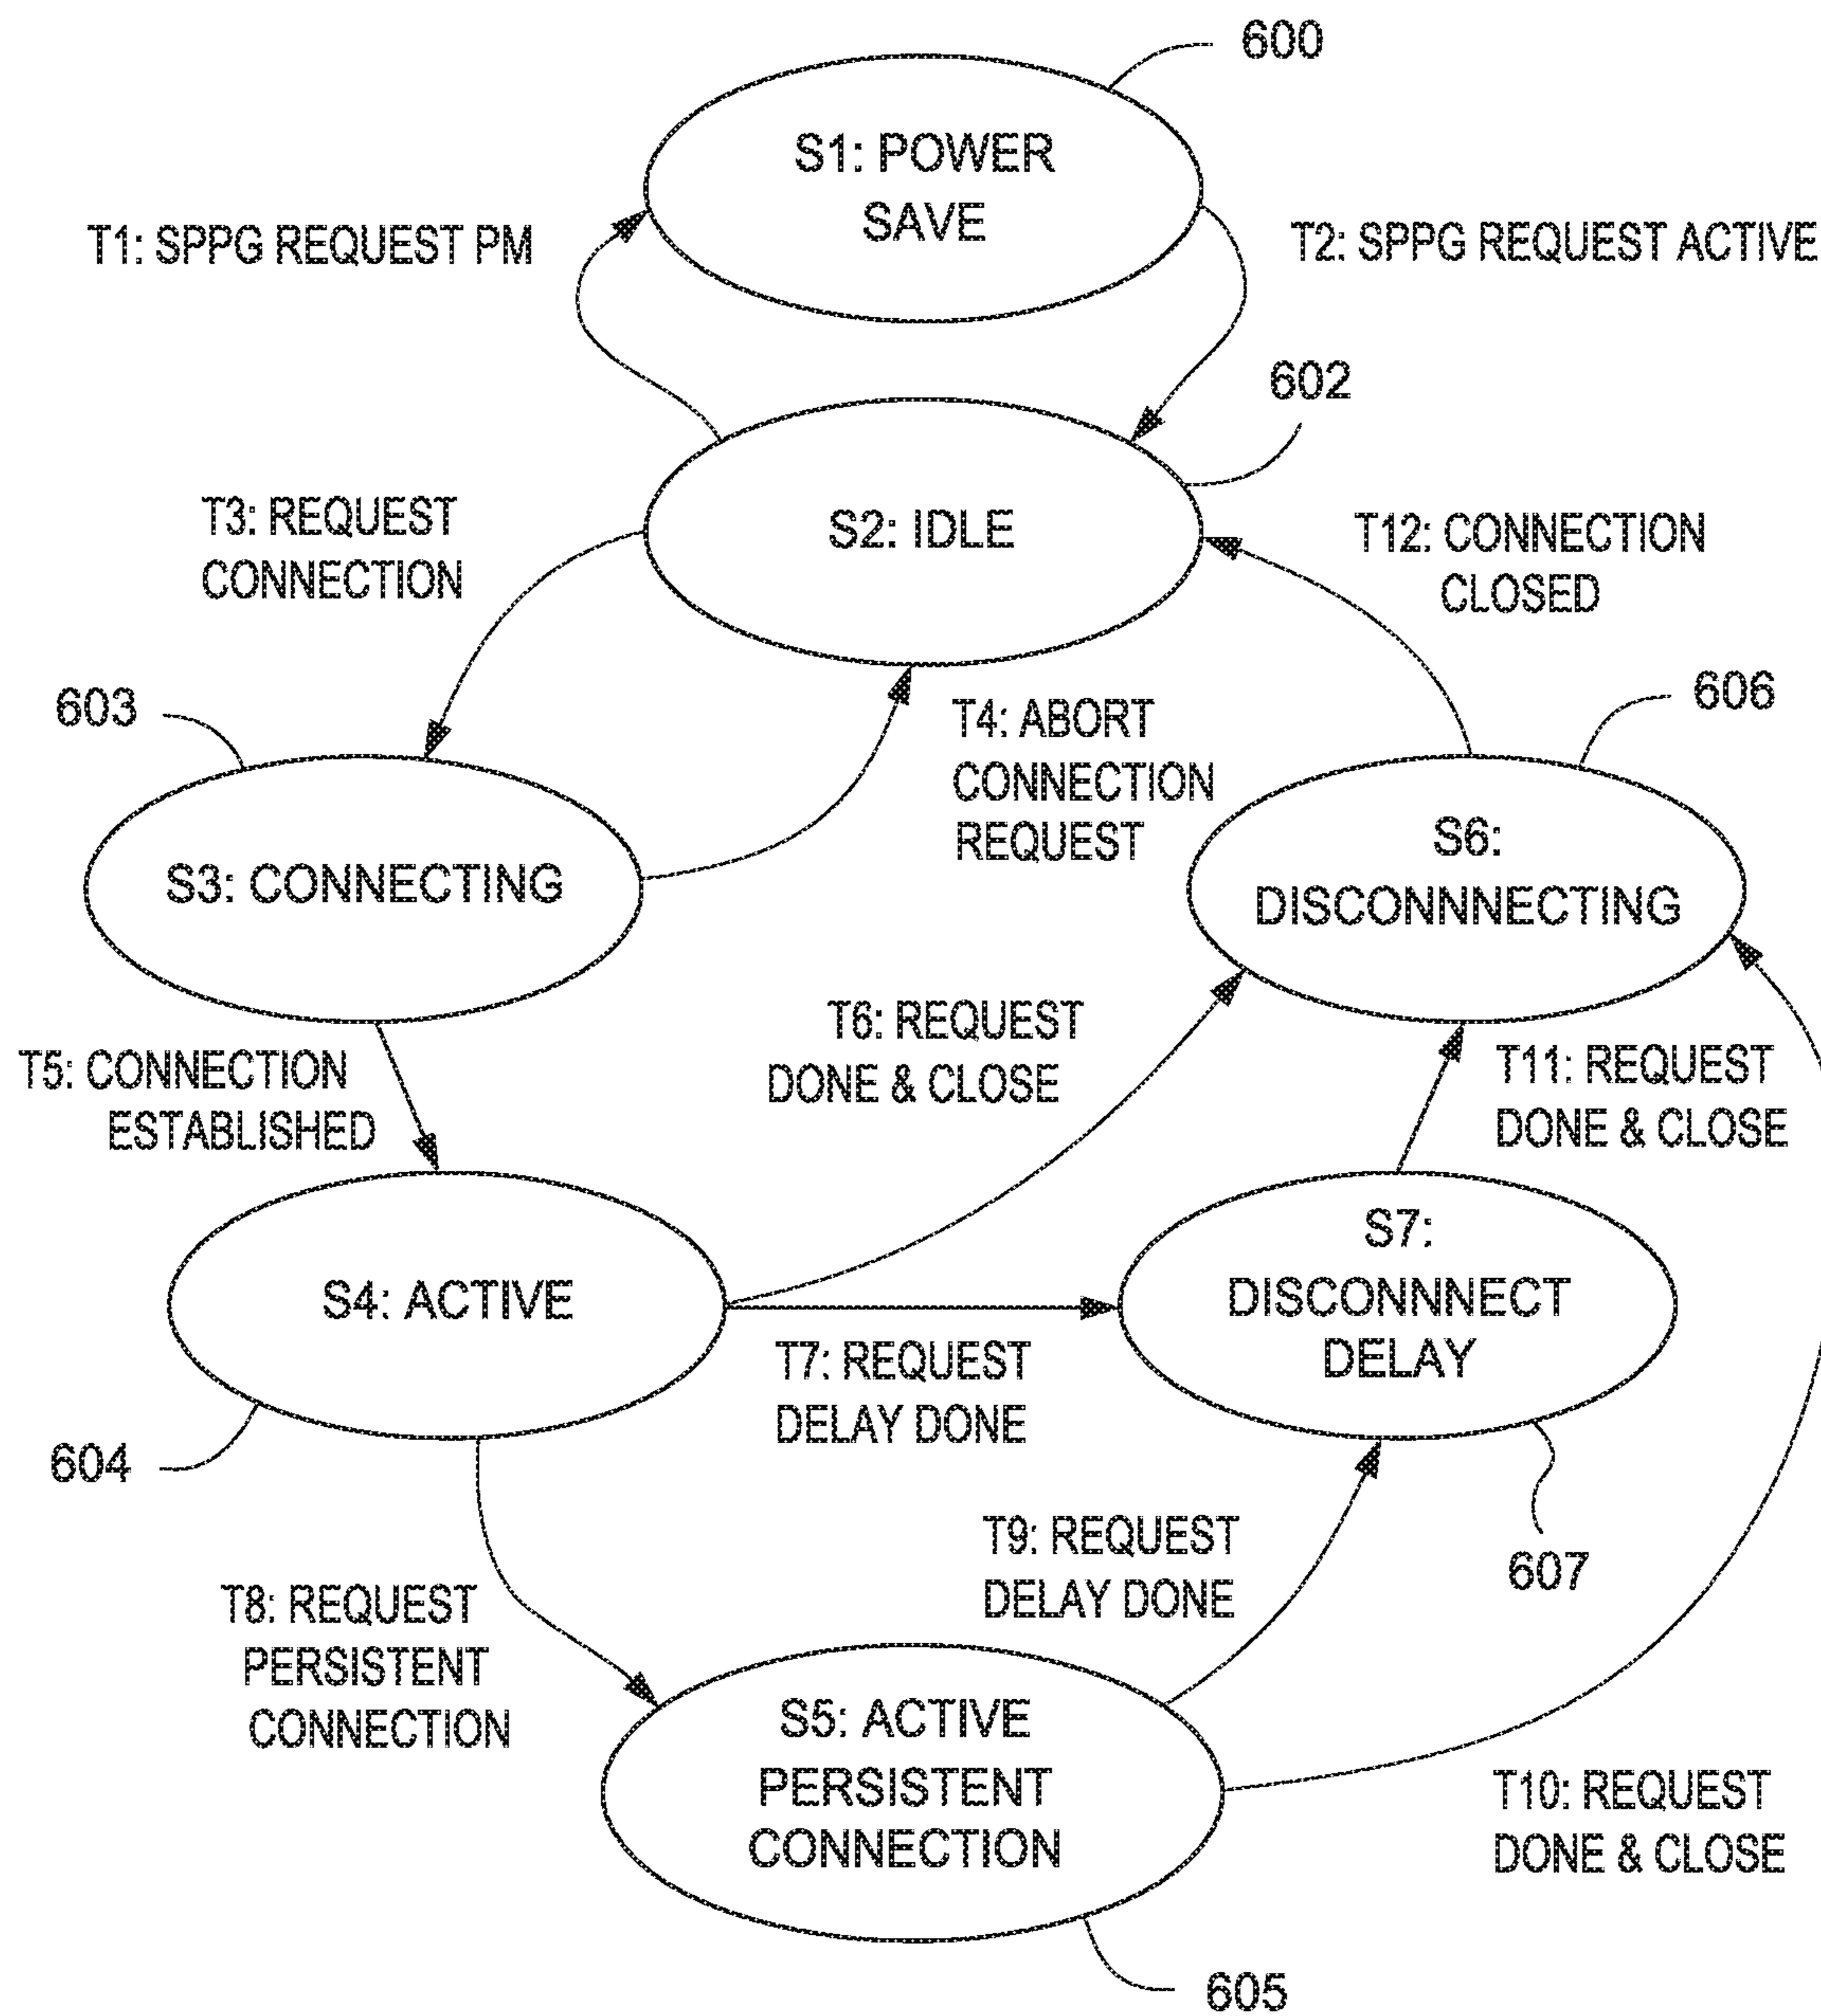 600
S1: POWER
SAVE
T1: SPPG REQUEST PM
T2: SPPG REQUEST ACTIVE
602
S2: IDLE
T3: REQUEST
CONNECTION
T12: CONNECTION
CLOSED
603
T4: ABORT
CONNECTION
REQUEST
606
S3: CONNECTING
S6:
DISCONNNECTING
T5: CONNECTION
ESTABLISHED
T6: REQUEST
DONE & CLOSE
T11: REQUEST
DONE & CLOSE
S4: ACTIVE
S7:
DISCONNNECT
DELAY
T7: REQUEST
DELAY DONE
604
607
T8: REQUEST
PERSISTENT
CONNECTION
T9: REQUEST
DELAY DONE
S5: ACTIVE
PERSISTENT
CONNECTION
T10: REQUEST
DONE & CLOSE
605